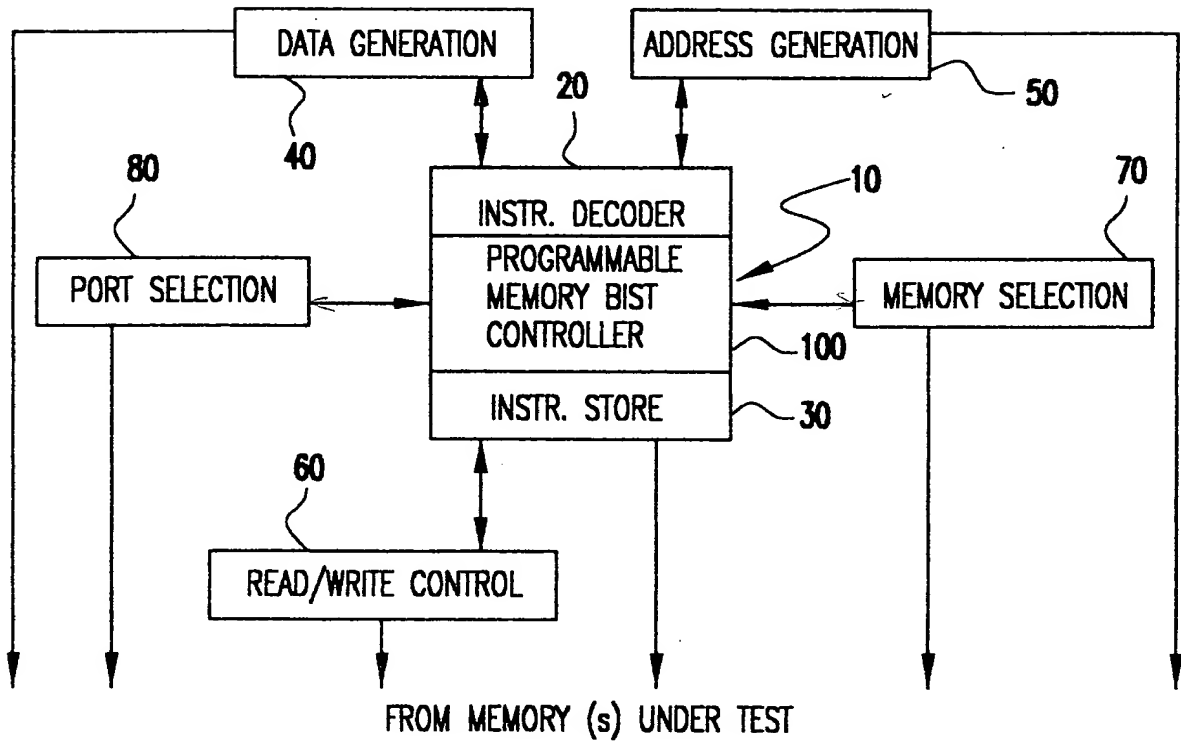 DATA GENERATION
ADDRESS GENERATION
40
20
50
80
10
70
INSTR. DECODER
PORT SELECTION
PROGRAMMABLE
MEMORY BIST
CONTROLLER
MEMORY SELECTION
100
INSTR. STORE
30
60
READ/WRITE CONTROL
FROM MEMORY (s) UNDER TEST